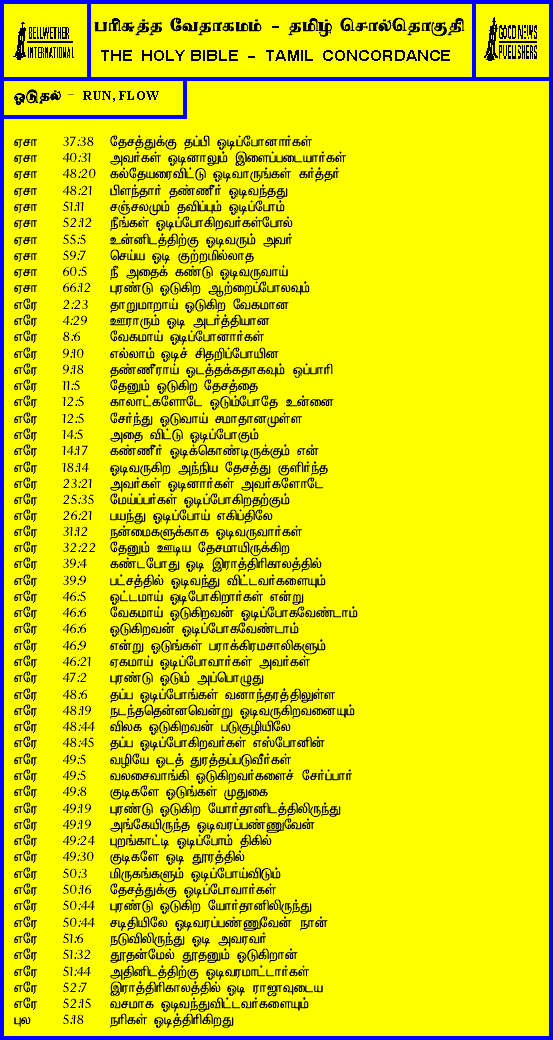 BELLWETHER
INTERNATIONAL
பரிசுத்த வேதாகமம் - தமிழ் சொல்தொகுதி
THE HOLY BIBLE - TAMIL CONCORDANCE
GOOD NEWS
PUBLISHERS
ஓடுதல் - RUN, FLOW
ஏசா 37:38 தேசத்துக்கு தப்பி ஓடிப்போனார்கள்
ஏசா 40:31 அவர்கள் ஓடினாலும் இளைப்படையார்கள்
ஏசா 48:20 கல்தேயரைவிட்டு ஓடிவாருங்கள் கர்த்தர்
ஏசா 48:21 பிளந்தார் தண்ணீர் ஓடிவந்தது
ஏசா 51:11 சஞ்சலமும் தவிப்பும் ஓடிப்போம்
ஏசா 52:12 நீங்கள் ஓடிப்போகிறவர்கள்போல்
ஏசா 55:5 உன்னிடத்திற்கு ஓடிவரும் அவர்
ஏசா 59:7 செய்ய ஓடி குற்றமில்லாத
ஏசா 60:5 நீ அதைக் கண்டு ஓடிவருவாய்
ஏசா 66:12 புரண்டு ஓடுகிற ஆற்றைப்போலவும்
எரே 2:23 தாறுமாறாய் ஓடுகிற வேகமான
எரே 4:29 ஊராரும் ஓடி அடர்த்தியான
எரே 8:6 வேகமாய் ஓடிப்போனார்கள்
எரே 9:10 எல்லாம் ஓடிச் சிதறிப்போயின
எரே 9:18 தண்ணீராய் ஓடத்தக்கதாகவும் ஒப்பாரி
எரே 11:5 தேனும் ஓடுகிற தேசத்தை
எரே 12:5 காலாட்களோடே ஓடும்போதே உன்னை
எரே 12:5 சேர்ந்து ஓடுவாய் சமாதானமுள்ள
எரே 14:5 அதை விட்டு ஓடிப்போகும்
எரே 14:17 கண்ணீர் ஓடிக்கொண்டிருக்கும் என்
எரே 18:14 ஓடிவருகிற அந்நிய தேசத்து குளிர்ந்த
எரே 23:21 அவர்கள் ஓடினார்கள் அவர்களோடே
எரே 25:35 மேய்ப்பர்கள் ஓடிப்போகிறதற்கும்
எரே 26:21 பயந்து ஓடிப்போய் எகிப்திலே
எரே 31:12 நன்மைகளுக்காக ஓடிவருவார்கள்
எரே 32:22 தேனும் ஊடிய தேசமாயிருக்கிற
எரே 39:4 கண்டபோது ஓடி இராத்திரிகாலத்தில்
எரே 39:9 பட்சத்தில் ஓடிவந்து விட்டவர்களையும்
எரே 46:5 ஓட்டமாய் ஓடிபோகிறார்கள் என்று
எரே 46:6 வேகமாய் ஓடுகிறவன் ஓடிப்போகவேண்டாம்
எரே 46:6 ஓடுகிறவன் ஓடிப்போகவேண்டாம்
எரே 46:9 என்று ஓடுங்கள் பராக்கிரமசாலிகளும்
எரே 46:21 ஏகமாய் ஓடிப்போவார்கள் அவர்கள்
எரே 47:2 புரண்டு ஓடும் அப்பொழுது
எரே 48:6 தப்ப ஓடிப்போங்கள் வனாந்தரத்திலுள்ள
எரே 48:19 நடந்ததென்னவென்று ஓடிவருகிறவனையும்
எரே 48:44 விலக ஓடுகிறவன் படுகுழியிலே
எரே 48:45 தப்ப ஓடிப்போகிறவர்கள் எஸ்போனின்
எரே 49:5 வழியே ஓடத் துரத்தப்படுவீர்கள்
எரே 49:5 வலசைவாங்கி ஓடுகிறவர்களைச் சேர்ப்பார்
எரே 49:8 குடிகளே ஓடுங்கள் முதுகை
எரே 49:19 புரண்டு ஓடுகிற யோர்தானிடத்திலிருந்து
எரே 49:19 அங்கேயிருந்த ஓடிவரப்பண்ணுவேன்
எரே 49:24 புறங்காட்டி ஓடிப்போம் திகில்
எரே 49:30 குடிகளே ஓடி தூரத்தில்
எரே 50:3 மிருகங்களும் ஓடிப்போய்விடும்
எரே 50:16 தேசத்துக்கு ஓடிப்போவார்கள்
எரே 50:44 புரண்டு ஓடுகிற யோர்தானிலிருந்து
எரே 50:44 சடிதியிலே ஓடிவரப்பண்ணுவேன் நான்
எரே 51:6 நடுவிலிருந்து ஓடி அவரவர்
எரே 51:32 தூதன்மேல் தூதனும் ஓடுகிறான்
எரே 51:44 அதினிடத்திற்கு ஓடிவரமாட்டார்கள்
எரே 52:7 இராத்திரிகாலத்தில் ஓடி ராஜாவுடைய
எரே 52:15 வசமாக ஓடிவந்துவிட்டவர்களையும்
புல 5:18 நரிகள் ஓடித்திரிகிறது